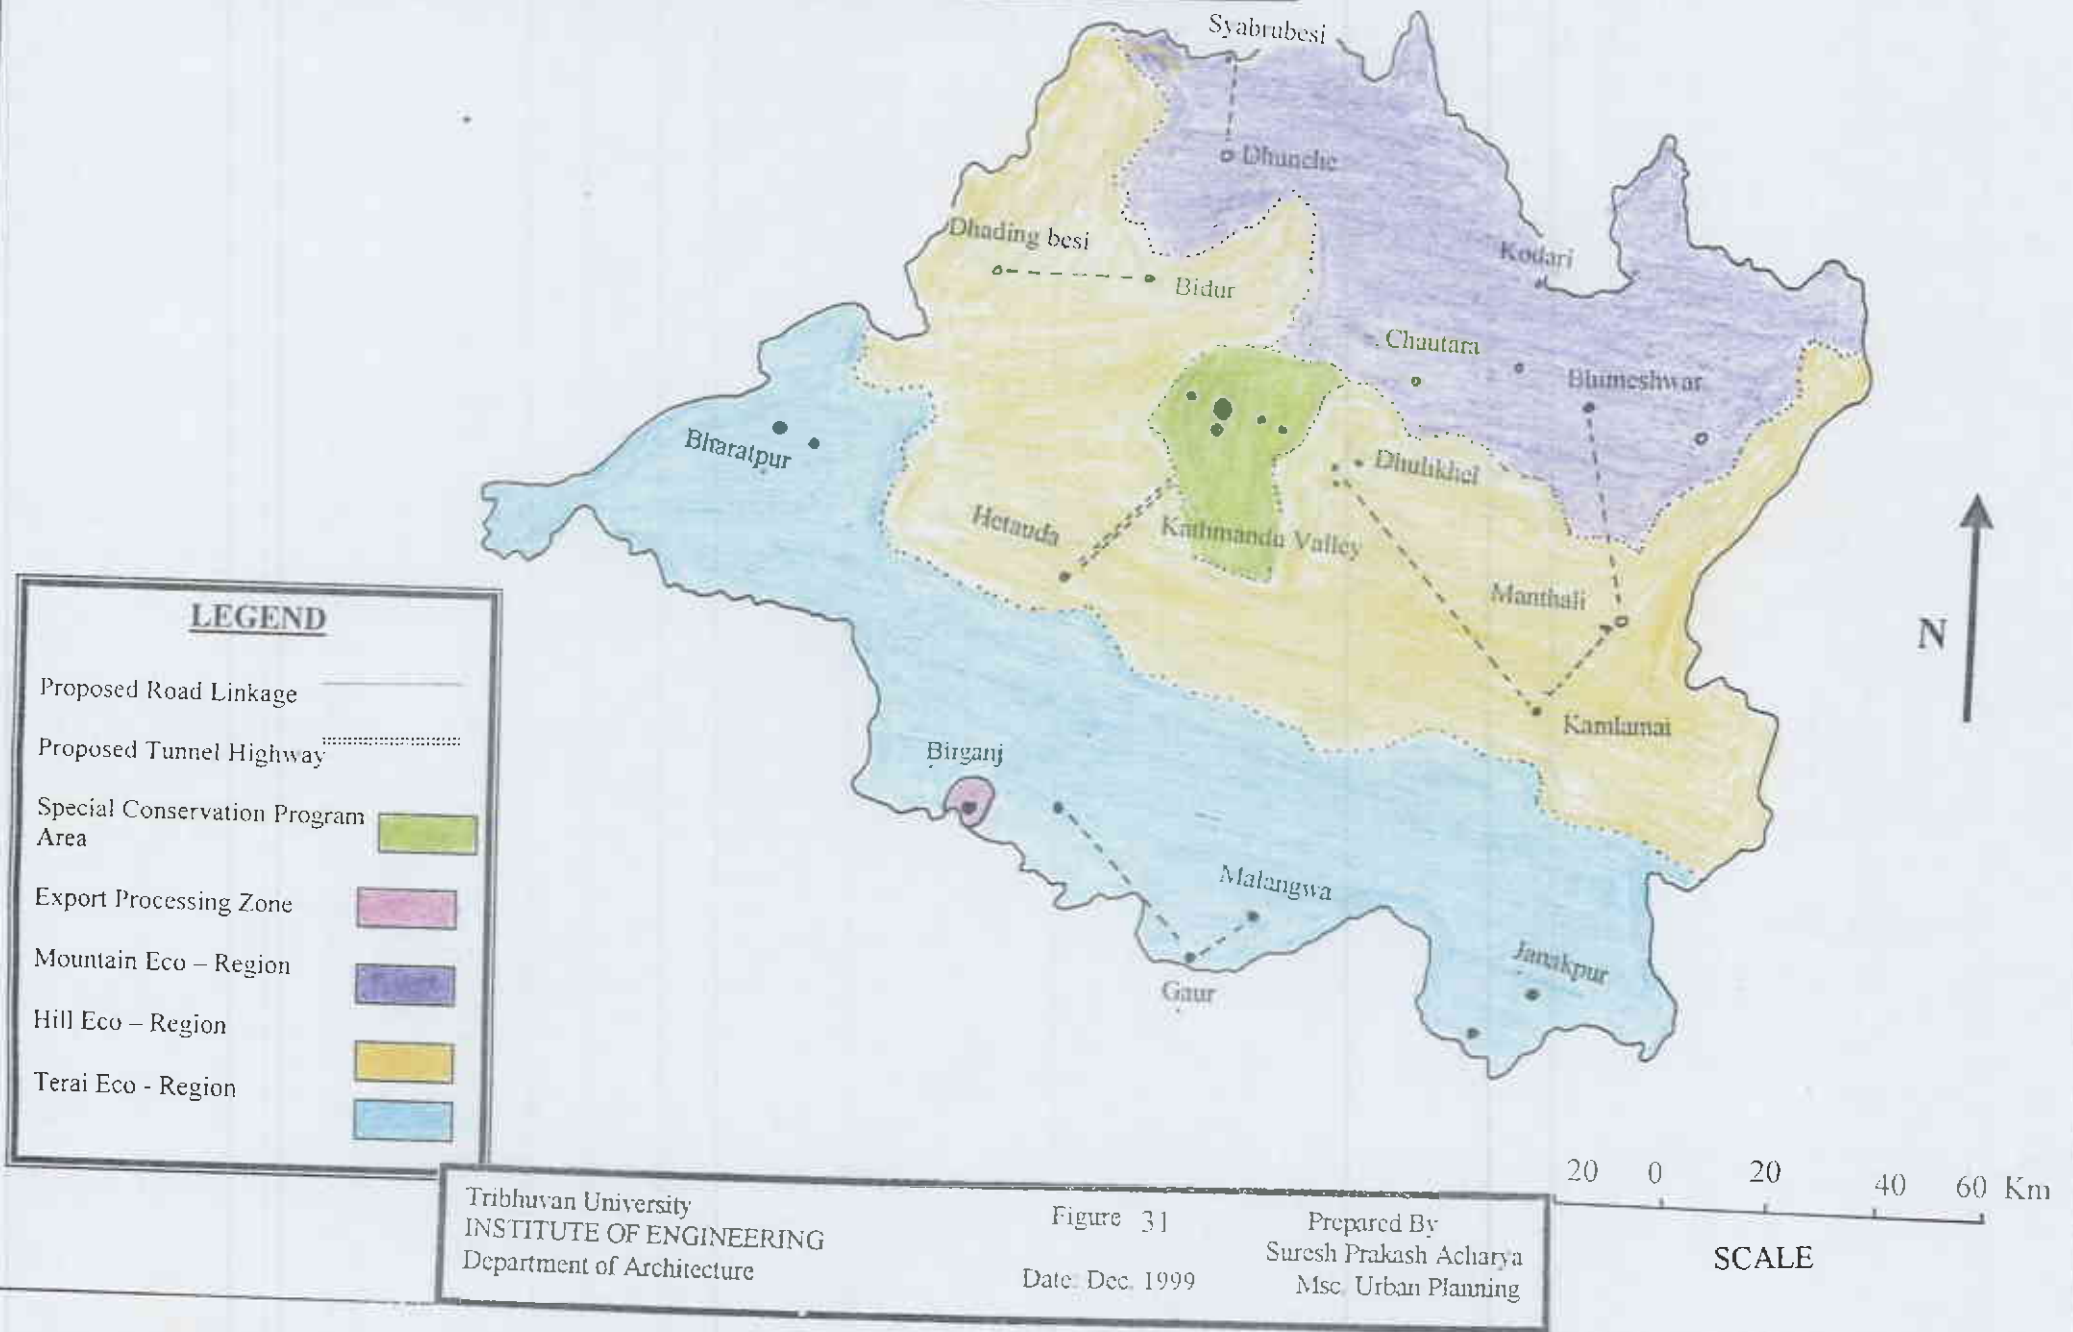 Syabrubesi
Dhunche
Dhading besi
Bidur
Kodari
Chautara
Bhimeshwar
Bharatpur
Dhulikhel
Hetauda
Kathmandu Valley
Manthali
Kamlamai
Birganj
Malangwa
Janakpur
Gaur
N
LEGEND
Proposed Road Linkage
Proposed Tunnel Highway
Special Conservation Program
Area
Export Processing Zone
Mountain Eco – Region
Hill Eco – Region
Terai Eco - Region
20 0 20 40 60 Km
SCALE
Tribhuvan University
INSTITUTE OF ENGINEERING
Department of Architecture
Figure 31
Date: Dec. 1999
Prepared By
Suresh Prakash Acharya
Msc. Urban Planning